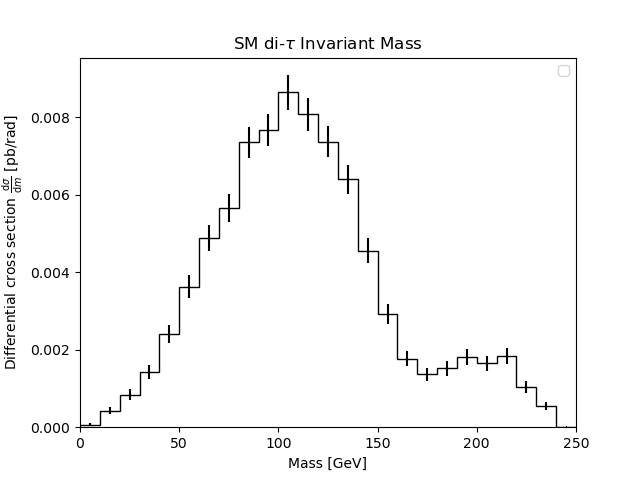 SM di-τ Invariant Mass
Differential cross section dσ/dm [pb/rad]
0.008
0.006
0.004
0.002
0.000
0 50 100 150 200 250
Mass [GeV]